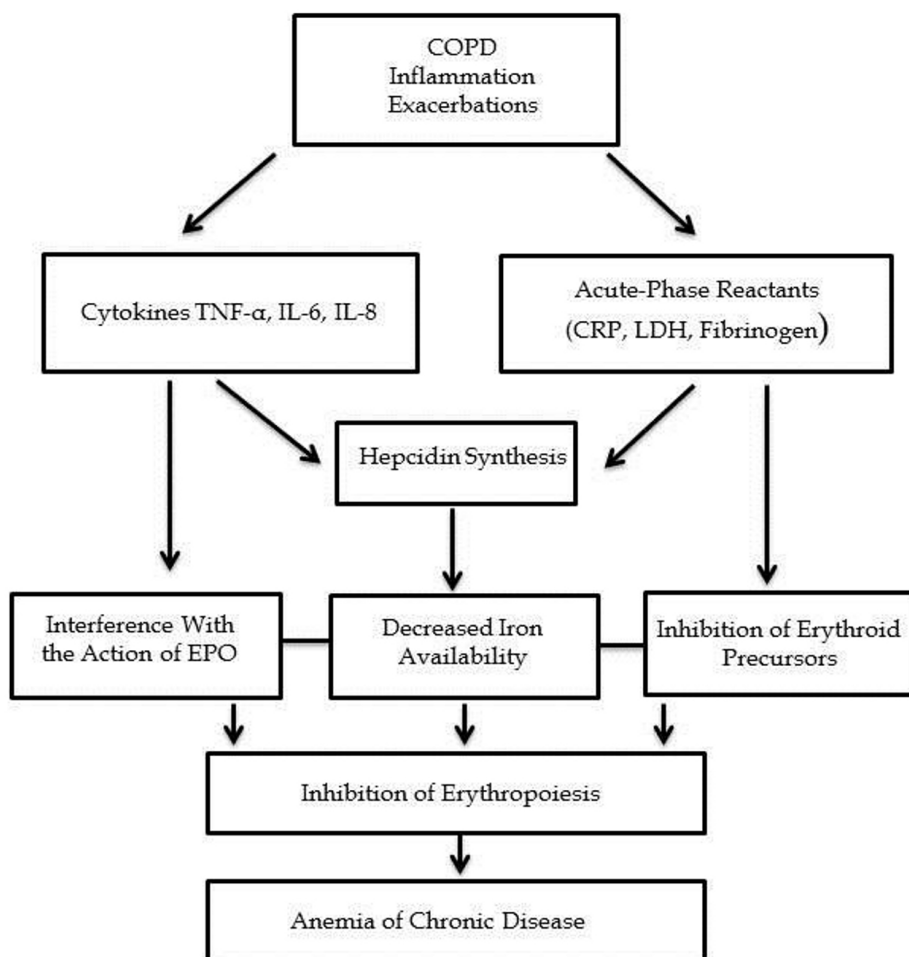 COPD
Inflammation
Exacerbations
Cytokines TNF-α, IL-6, IL-8
Acute-Phase Reactants
(CRP, LDH, Fibrinogen)
Hepcidin Synthesis
Interference With
the Action of EPO
Decreased Iron
Availability
Inhibition of Erythroid
Precursors
Inhibition of Erythropoiesis
Anemia of Chronic Disease